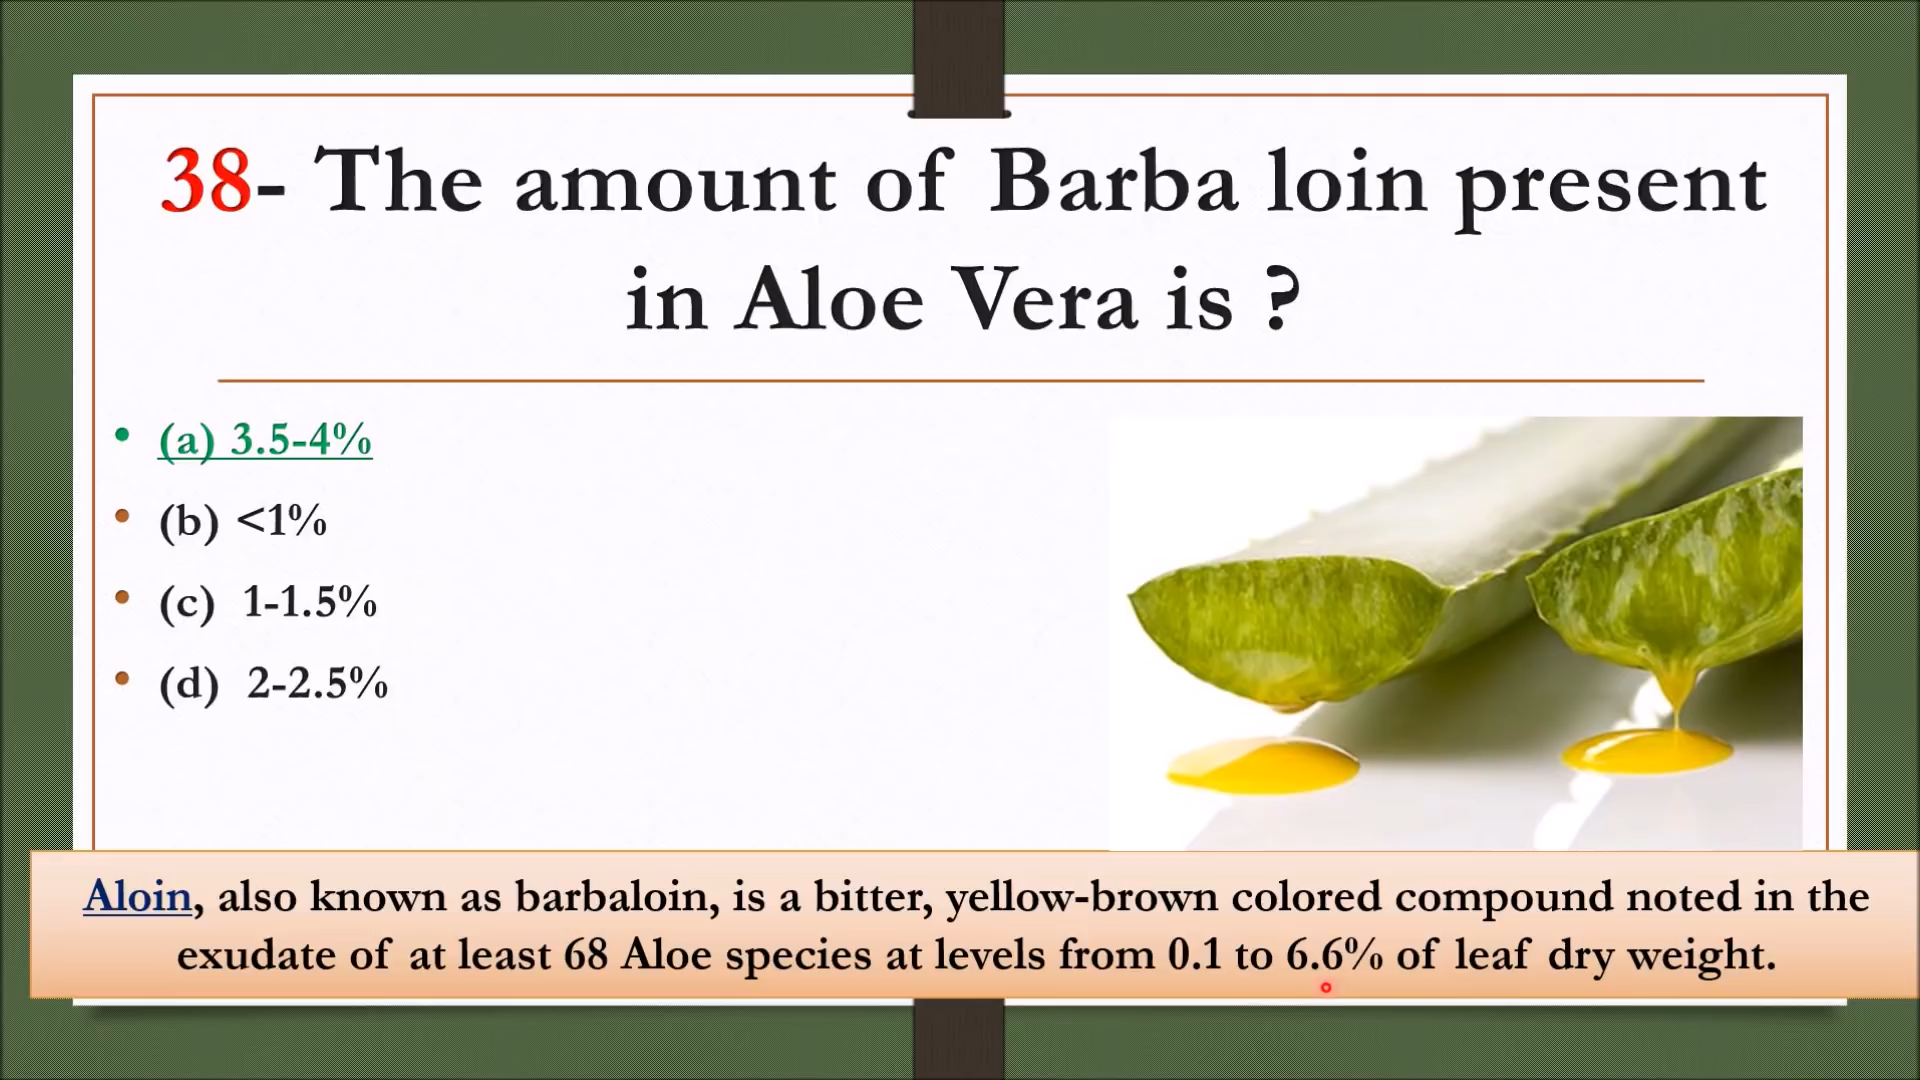 38- The amount of Barba loin present
in Aloe Vera is ?
• (a) 3.5-4%
• (b) <1%
• (c) 1-1.5%
• (d) 2-2.5%
Aloin, also known as barbaloin, is a bitter, yellow-brown colored compound noted in the
exudate of at least 68 Aloe species at levels from 0.1 to 6.6% of leaf dry weight.